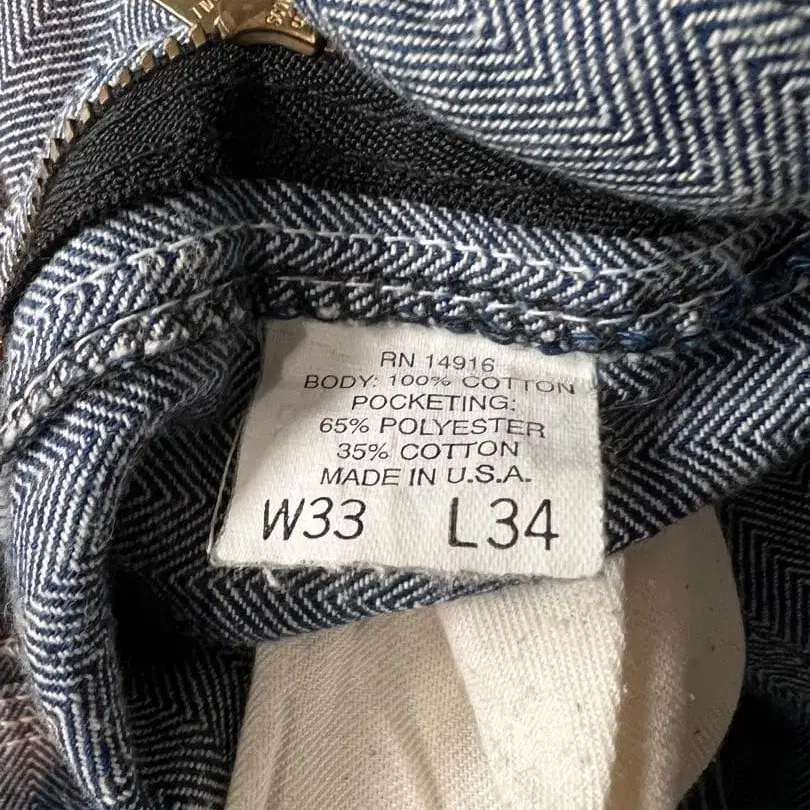 RN 14916
BODY: 100% COTTON
POCKETING:
65% POLYESTER
35% COTTON
MADE IN U.S.A.
W33 L34